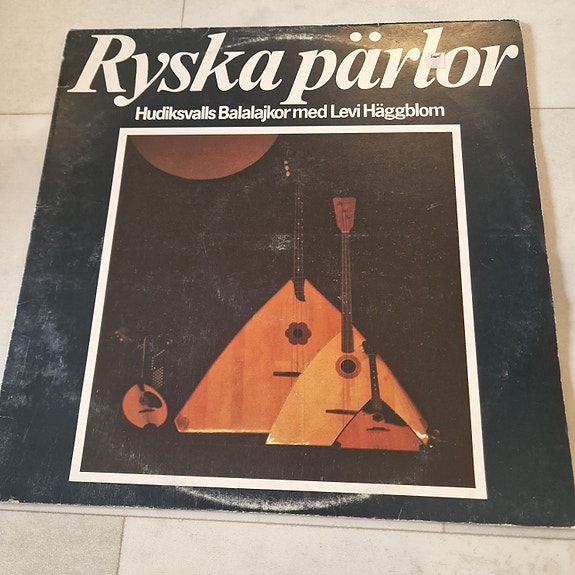 Ryska pärlor
Hudiksvalls Balalajkor med Levi Häggblom